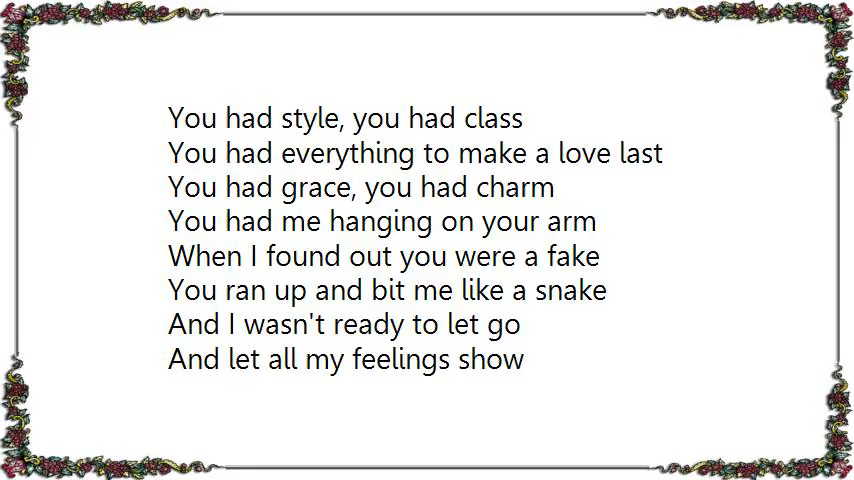 You had style, you had class
You had everything to make a love last
You had grace, you had charm
You had me hanging on your arm
When I found out you were a fake
You ran up and bit me like a snake
And I wasn't ready to let go
And let all my feelings show